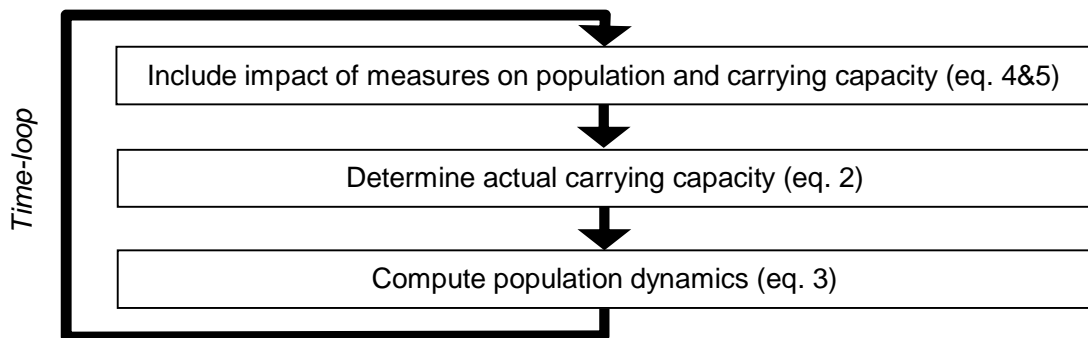 Include impact of measures on population and carrying capacity (eq. 4&5)
Time-loop
Determine actual carrying capacity (eq. 2)
Compute population dynamics (eq. 3)